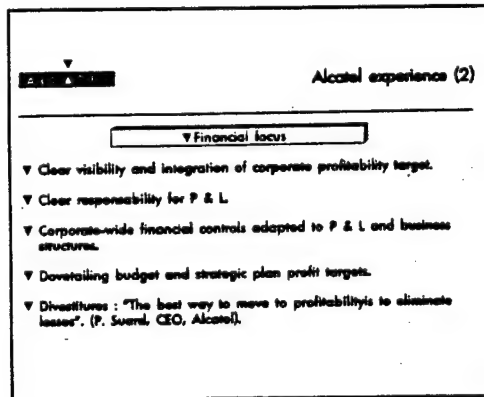 Alcatel experience (2)
▼ Financial focus
▼ Clear visibility and integration of corporate profitability target.
▼ Clear responsability for P & L.
▼ Corporate-wide financial controls adapted to P & L and business
structures.
▼ Dovetailing budget and strategic plan profit targets.
▼ Divestitures : "The best way to move to profitabilityis to eliminate
losses". (P. Suard, CEO, Alcatel).